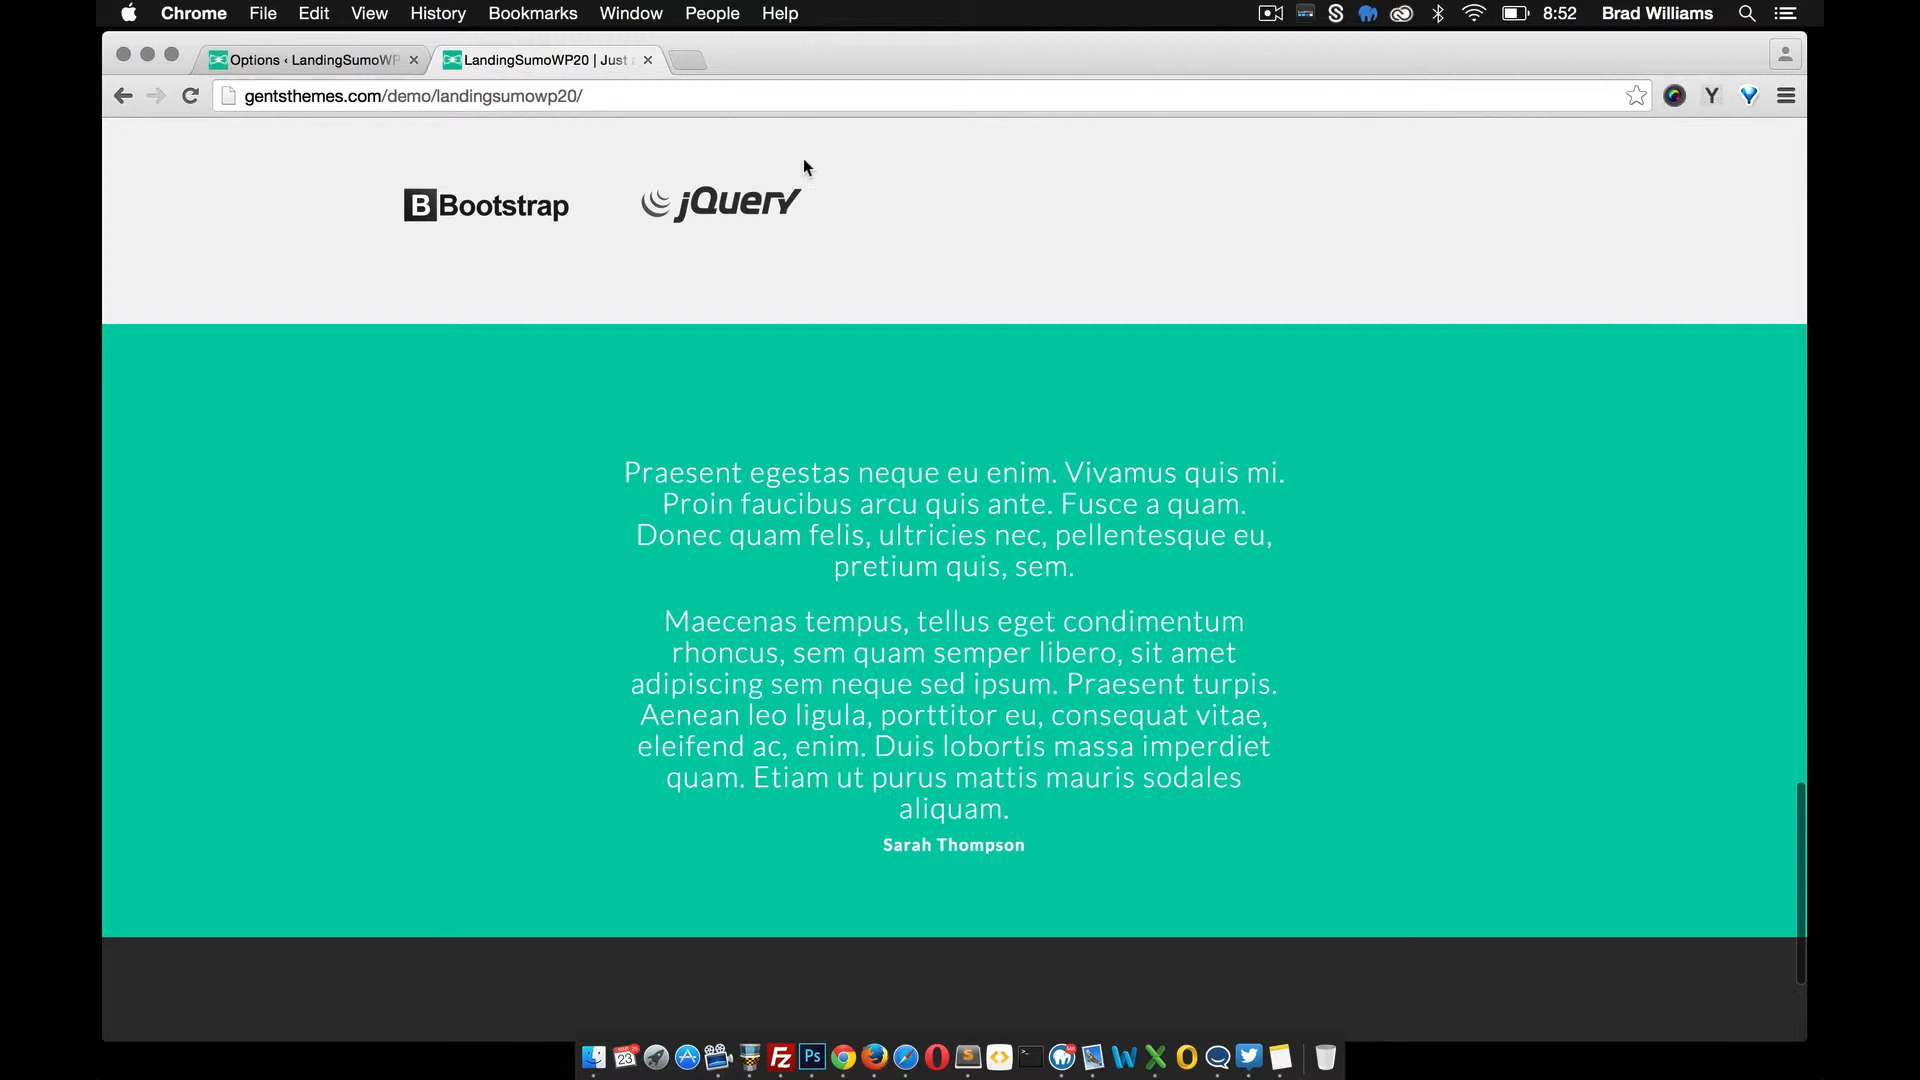 Chrome File Edit View History Bookmarks Window People Help 8:52 Brad Williams
Options ‹ LandingSumoWP LandingSumoWP20 | Just
gentsthemes.com/demo/landingsumowp20/
B Bootstrap jQuery
Praesent egestas neque eu enim. Vivamus quis mi.
Proin faucibus arcu quis ante. Fusce a quam.
Donec quam felis, ultricies nec, pellentesque eu,
pretium quis, sem.
Maecenas tempus, tellus eget condimentum
rhoncus, sem quam semper libero, sit amet
adipiscing sem neque sed ipsum. Praesent turpis.
Aenean leo ligula, porttitor eu, consequat vitae,
eleifend ac, enim. Duis lobortis massa imperdiet
quam. Etiam ut purus mattis mauris sodales
aliquam.
Sarah Thompson
23 Fz Ps